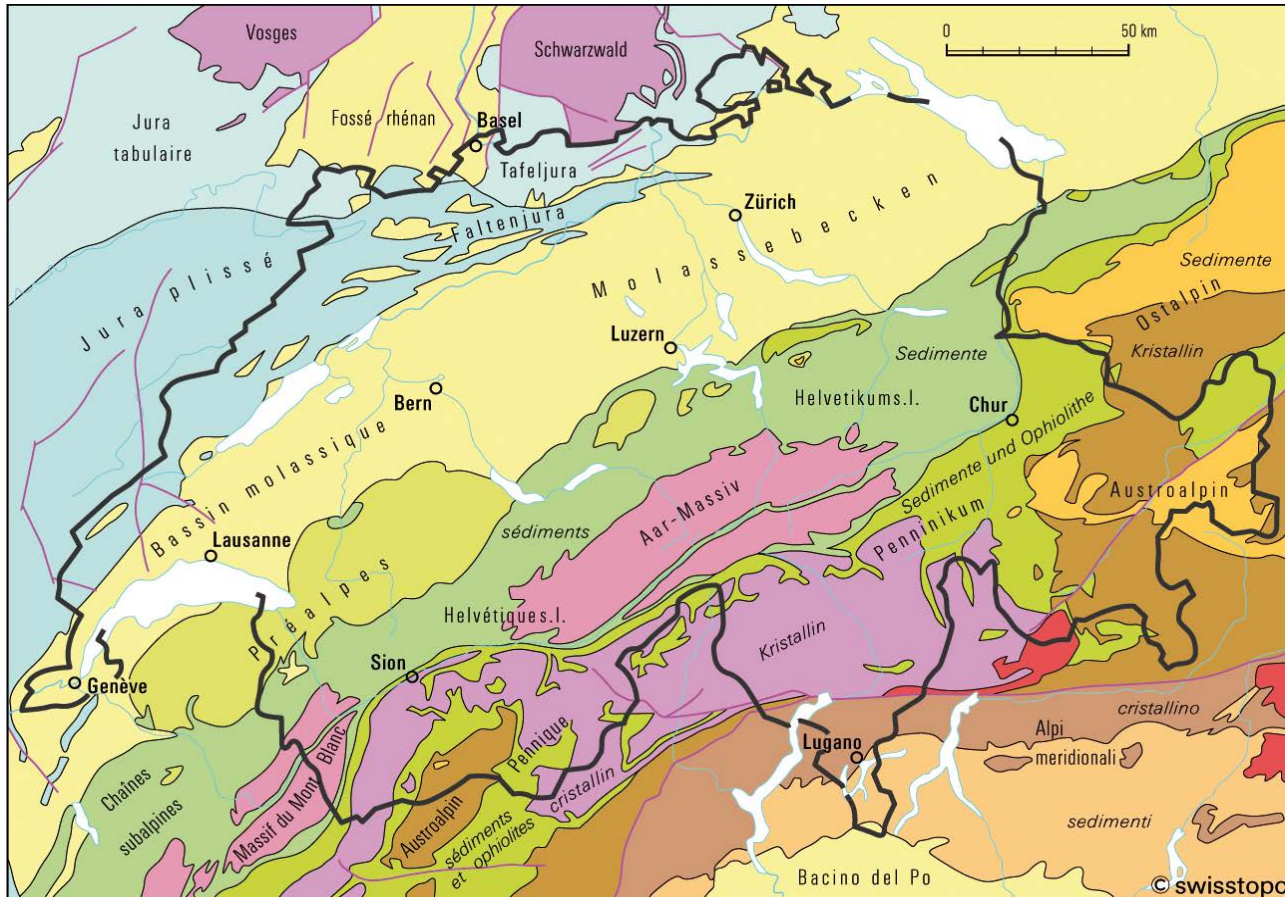 Vosges
Schwarzwald
0 50 km
Fossé rhénan
Basel
Jura
tabulaire
Tafeljura
Faltenjura
Zürich
Molassebecken
Jura plissé
Sedimente
Ostalpin
Kristallin
Luzern
Sedimente
Bern
Helvetikum s.l.
Chur
Sedimente und Ophiolithe
Bassin molassique
Aar-Massiv
Austroalpin
sédiments
Lausanne
Penninikum
Préalpes
Helvétique s.l.
Kristallin
Sion
Genève
cristallino
Pennique
Lugano
Alpi
meridionali
cristallin
Chaînes
subalpines
Massif du Mont Blanc
Austroalpin
sédiments
et ophiolites
sedimenti
Bacino del Po
© swisstopo